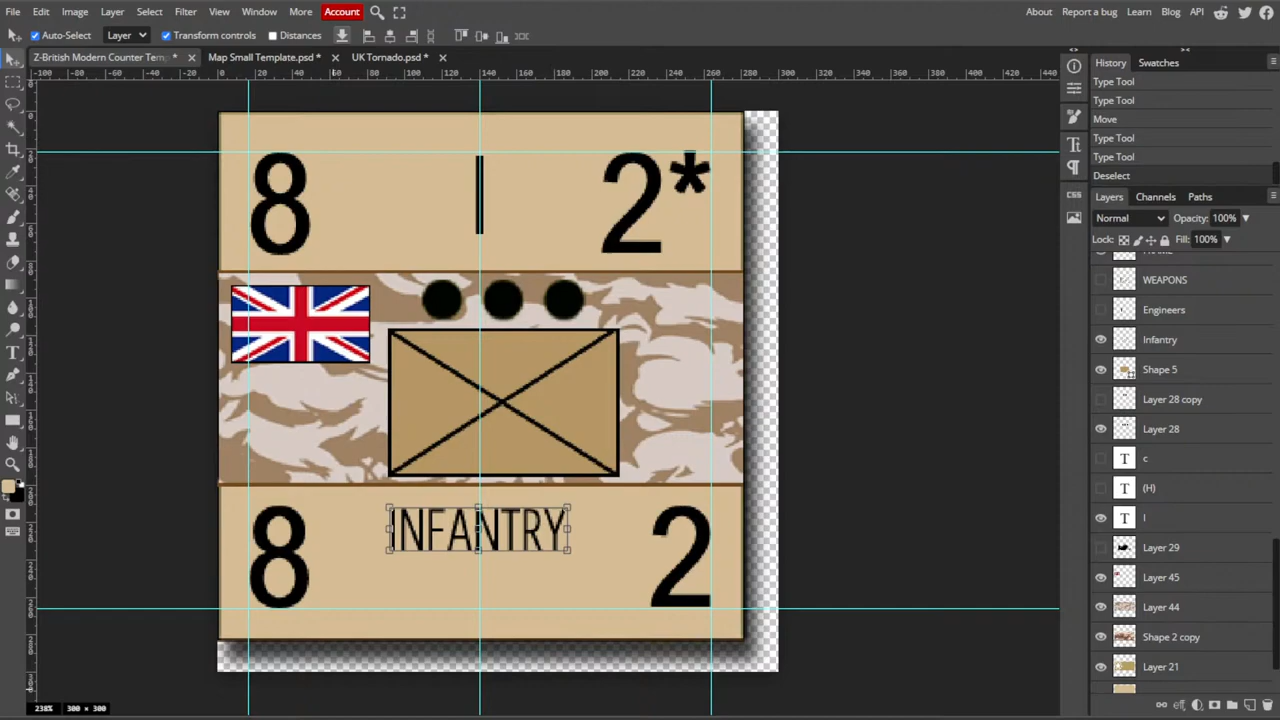 File Edit Image Layer Select Filter View Window More Account About Report a bug Learn Blog API
Auto-Select Layer Transform controls Distances
Z-British Modern Counter Tem * Map Small Template.psd * UK Tornado.psd *
History Swatches
Type Tool
Type Tool
Move
Type Tool
Type Tool
Deselect
Layers Channels Paths
Normal Opacity: 100%
Lock: Fill: 100%
FRAME
WEAPONS
Engineers
Infantry
Shape 5
Layer 28 copy
Layer 28
c
(H)
I
Layer 29
Layer 45
Layer 44
Shape 2 copy
Layer 21
8 I 2*
INFANTRY
8 2
238% 300 × 300
CSS